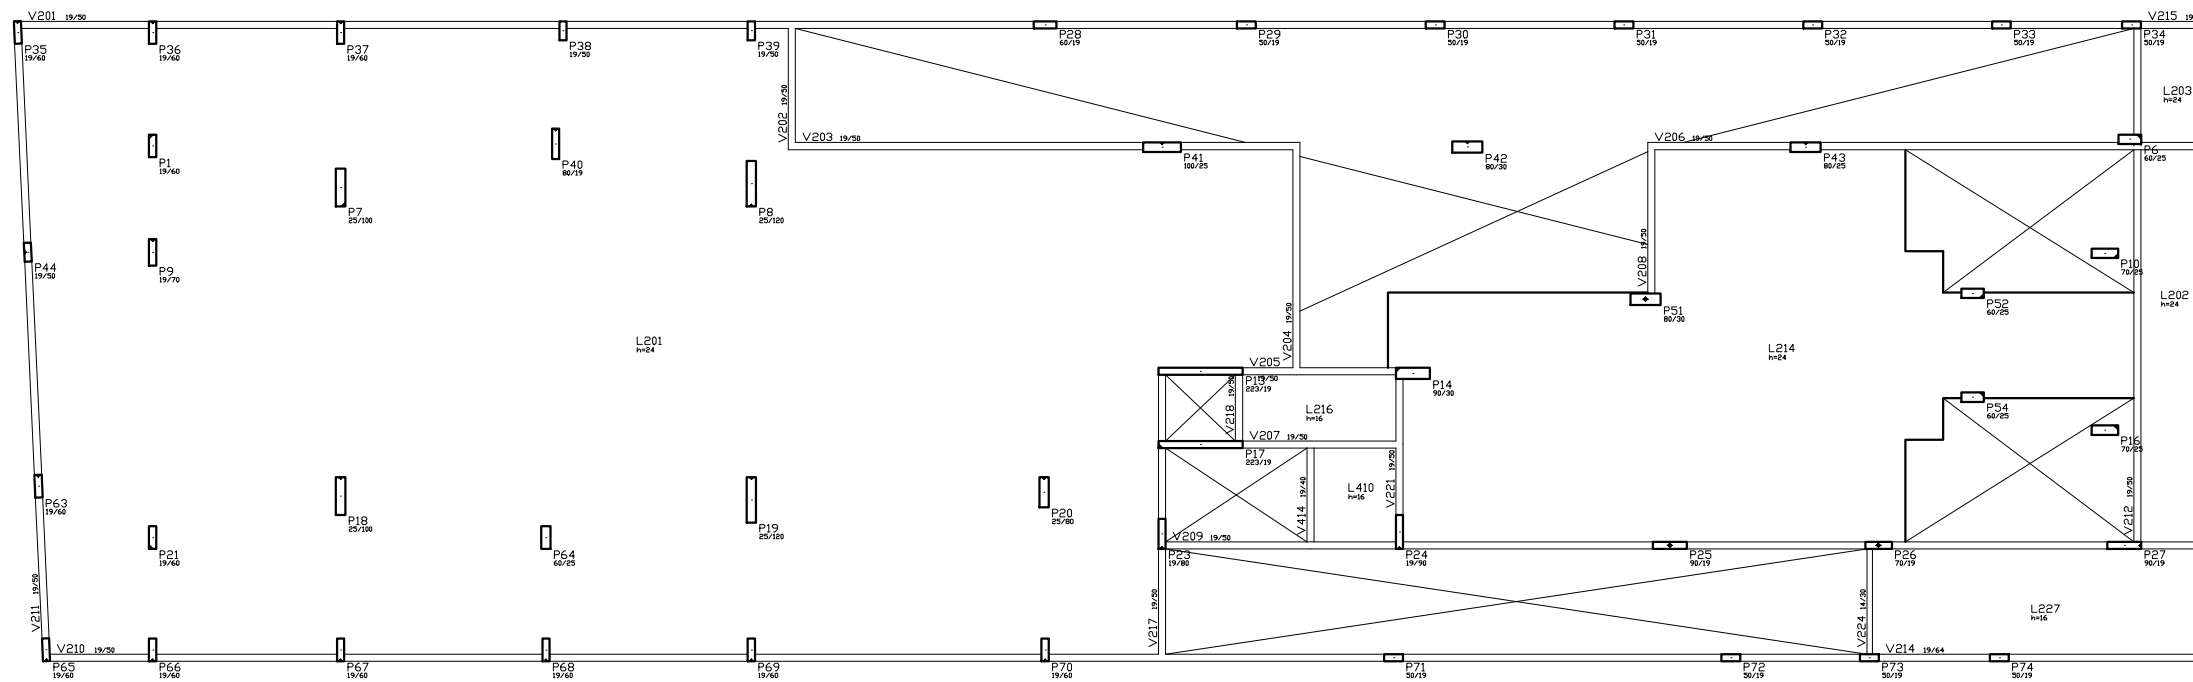 V201 19/50
V215 19
P35
19/60
P36
19/60
P37
19/60
P38
19/50
P39
19/50
P28
60/19
P29
50/19
P30
50/19
P31
50/19
P32
50/19
P33
50/19
P34
50/19
L203
h=24
V202 19/50
V203 19/50
V206 19/50
P1
19/60
P40
80/19
P41
100/25
P42
80/30
P43
80/25
P6
60/25
P7
25/100
P8
25/120
P44
19/50
P9
19/70
V208 19/50
P10
70/25
P52
60/25
L202
h=24
P51
80/30
V204 19/50
L201
h=24
L214
h=24
V205 19/50
P13
223/19
P14
90/30
V218 19/50
L216
h=16
P54
60/25
V207 19/50
P16
70/25
P17
223/19
L410
h=16
V221 19/50
V414 19/40
V212 19/50
P63
19/60
P18
25/100
P19
25/120
P20
25/80
P21
19/60
P64
60/25
V209 19/50
P23
19/80
P24
19/90
P25
90/19
P26
70/19
P27
90/19
V211 19/50
V217 19/50
V224 14/30
L227
h=16
V210 19/50
V214 19/64
P65
19/60
P66
19/60
P67
19/60
P68
19/60
P69
19/60
P70
19/60
P71
50/19
P72
50/19
P73
50/19
P74
50/19